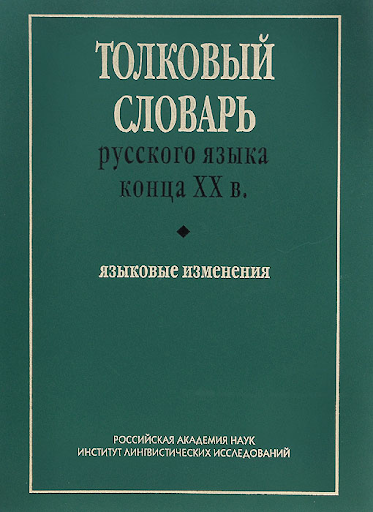 ТОЛКОВЫЙ
СЛОВАРЬ
русского языка
конца XX в.
ЯЗЫКОВЫЕ ИЗМЕНЕНИЯ
РОССИЙСКАЯ АКАДЕМИЯ НАУК
ИНСТИТУТ ЛИНГВИСТИЧЕСКИХ ИССЛЕДОВАНИЙ